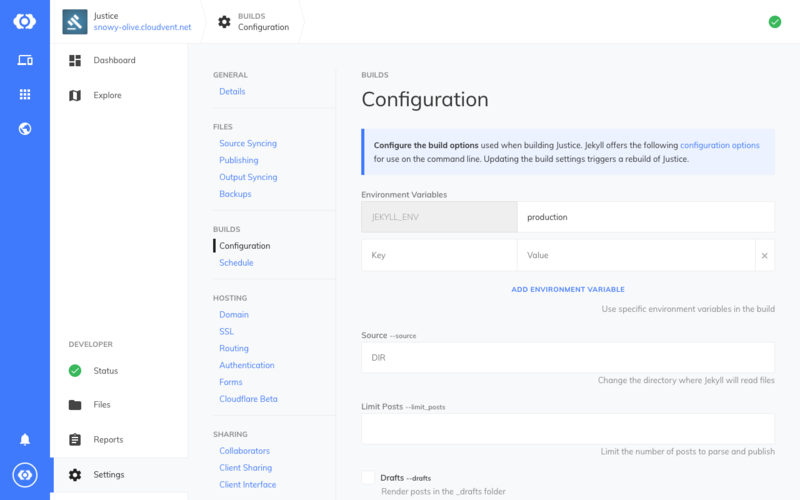 Justice
snowy-olive.cloudvent.net
BUILDS
Configuration
Dashboard
Explore
DEVELOPER
Status
Files
Reports
Settings
GENERAL
Details
FILES
Source Syncing
Publishing
Output Syncing
Backups
BUILDS
Configuration
Schedule
HOSTING
Domain
SSL
Routing
Authentication
Forms
Cloudflare Beta
SHARING
Collaborators
Client Sharing
Client Interface
BUILDS
Configuration
Configure the build options used when building Justice. Jekyll offers the following configuration options
for use on the command line. Updating the build settings triggers a rebuild of Justice.
Environment Variables
JEKYLL_ENV production
Key Value
ADD ENVIRONMENT VARIABLE
Use specific environment variables in the build
Source --source
DIR
Change the directory where Jekyll will read files
Limit Posts --limit_posts
Limit the number of posts to parse and publish
Drafts --drafts
Render posts in the _drafts folder